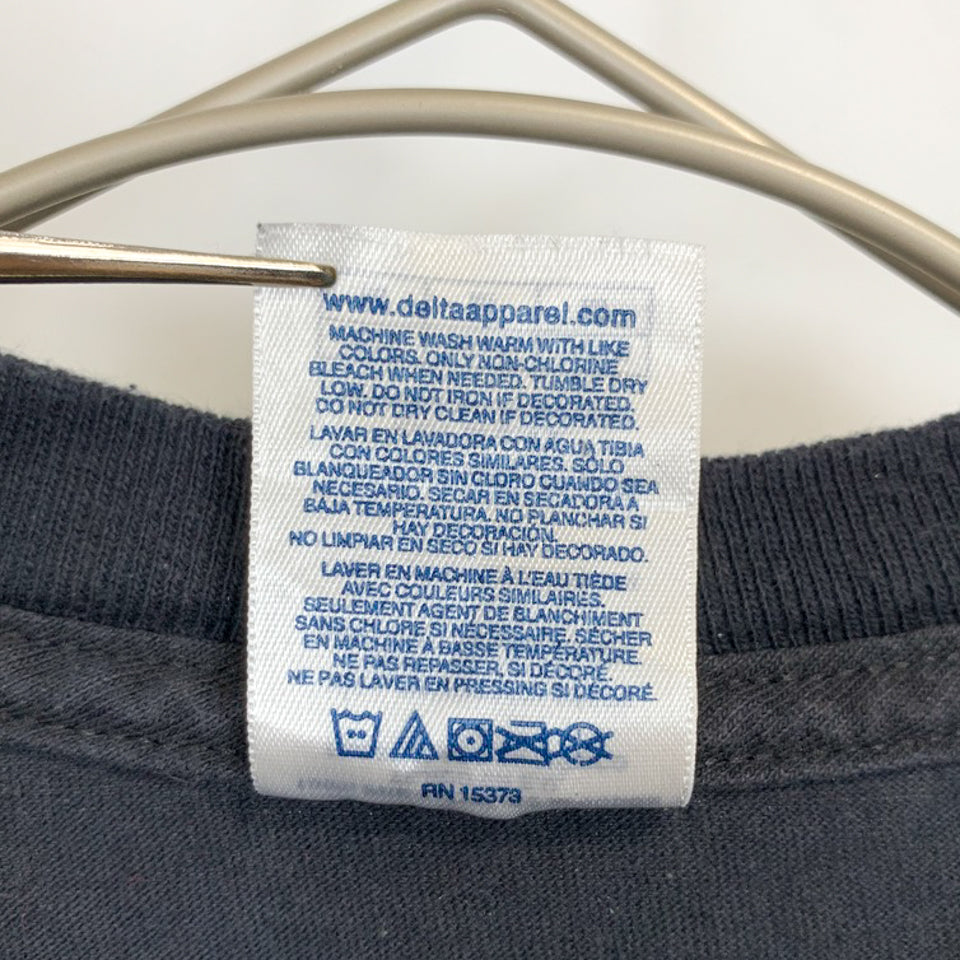 www.deltaapparel.com
MACHINE WASH WARM WITH LIKE
COLORS. ONLY NON-CHLORINE
BLEACH WHEN NEEDED. TUMBLE DRY
LOW. DO NOT IRON IF DECORATED.
DO NOT DRY CLEAN IF DECORATED.
LAVAR EN LAVADORA CON AGUA TIBIA
CON COLORES SIMILARES. SOLO
BLANQUEADOR SIN CLORO CUANDO SEA
NECESARIO. SECAR EN SECADORA A
BAJA TEMPERATURA. NO PLANCHAR SI
HAY DECORACIÓN.
NO LIMPIAR EN SECO SI HAY DECORADO.
LAVER EN MACHINE À L'EAU TIÈDE
AVEC COULEURS SIMILAIRES.
SEULEMENT AGENT DE BLANCHIMENT
SANS CHLORE SI NÉCESSAIRE. SÉCHER
EN MACHINE À BASSE TEMPÉRATURE.
NE PAS REPASSER, SI DÉCORÉ.
NE PAS LAVER EN PRESSING SI DÉCORÉ.
RN 15373